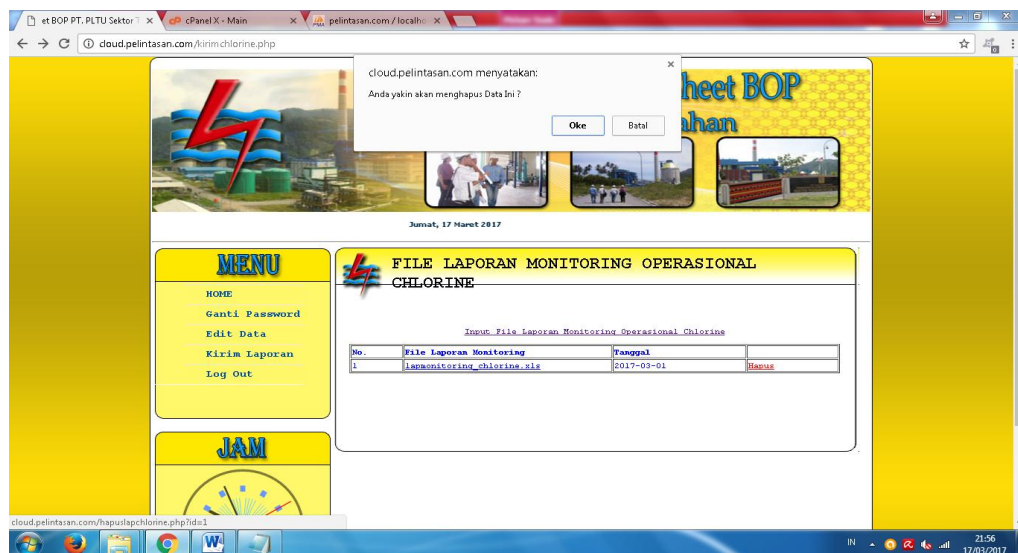 et BOP PT. PLTU Sektor
cPanel X - Main
pelintasan.com / localho
cloud.pelintasan.com/kirimchlorine.php
cloud.pelintasan.com menyatakan:
Anda yakin akan menghapus Data Ini ?
Oke
Batal
heet BOP
ahan
Jumat, 17 Maret 2017
MENU
HOME
Ganti Password
Edit Data
Kirim Laporan
Log Out
JAM
FILE LAPORAN MONITORING OPERASIONAL
CHLORINE
Input File Laporan Monitoring Operasional Chlorine
No. File Laporan Monitoring Tanggal
1 lapmonitoring_chlorine.xls 2017-03-01 Hapus
cloud.pelintasan.com/hapuslapchlorine.php?id=1
IN
21:56
17/03/2017